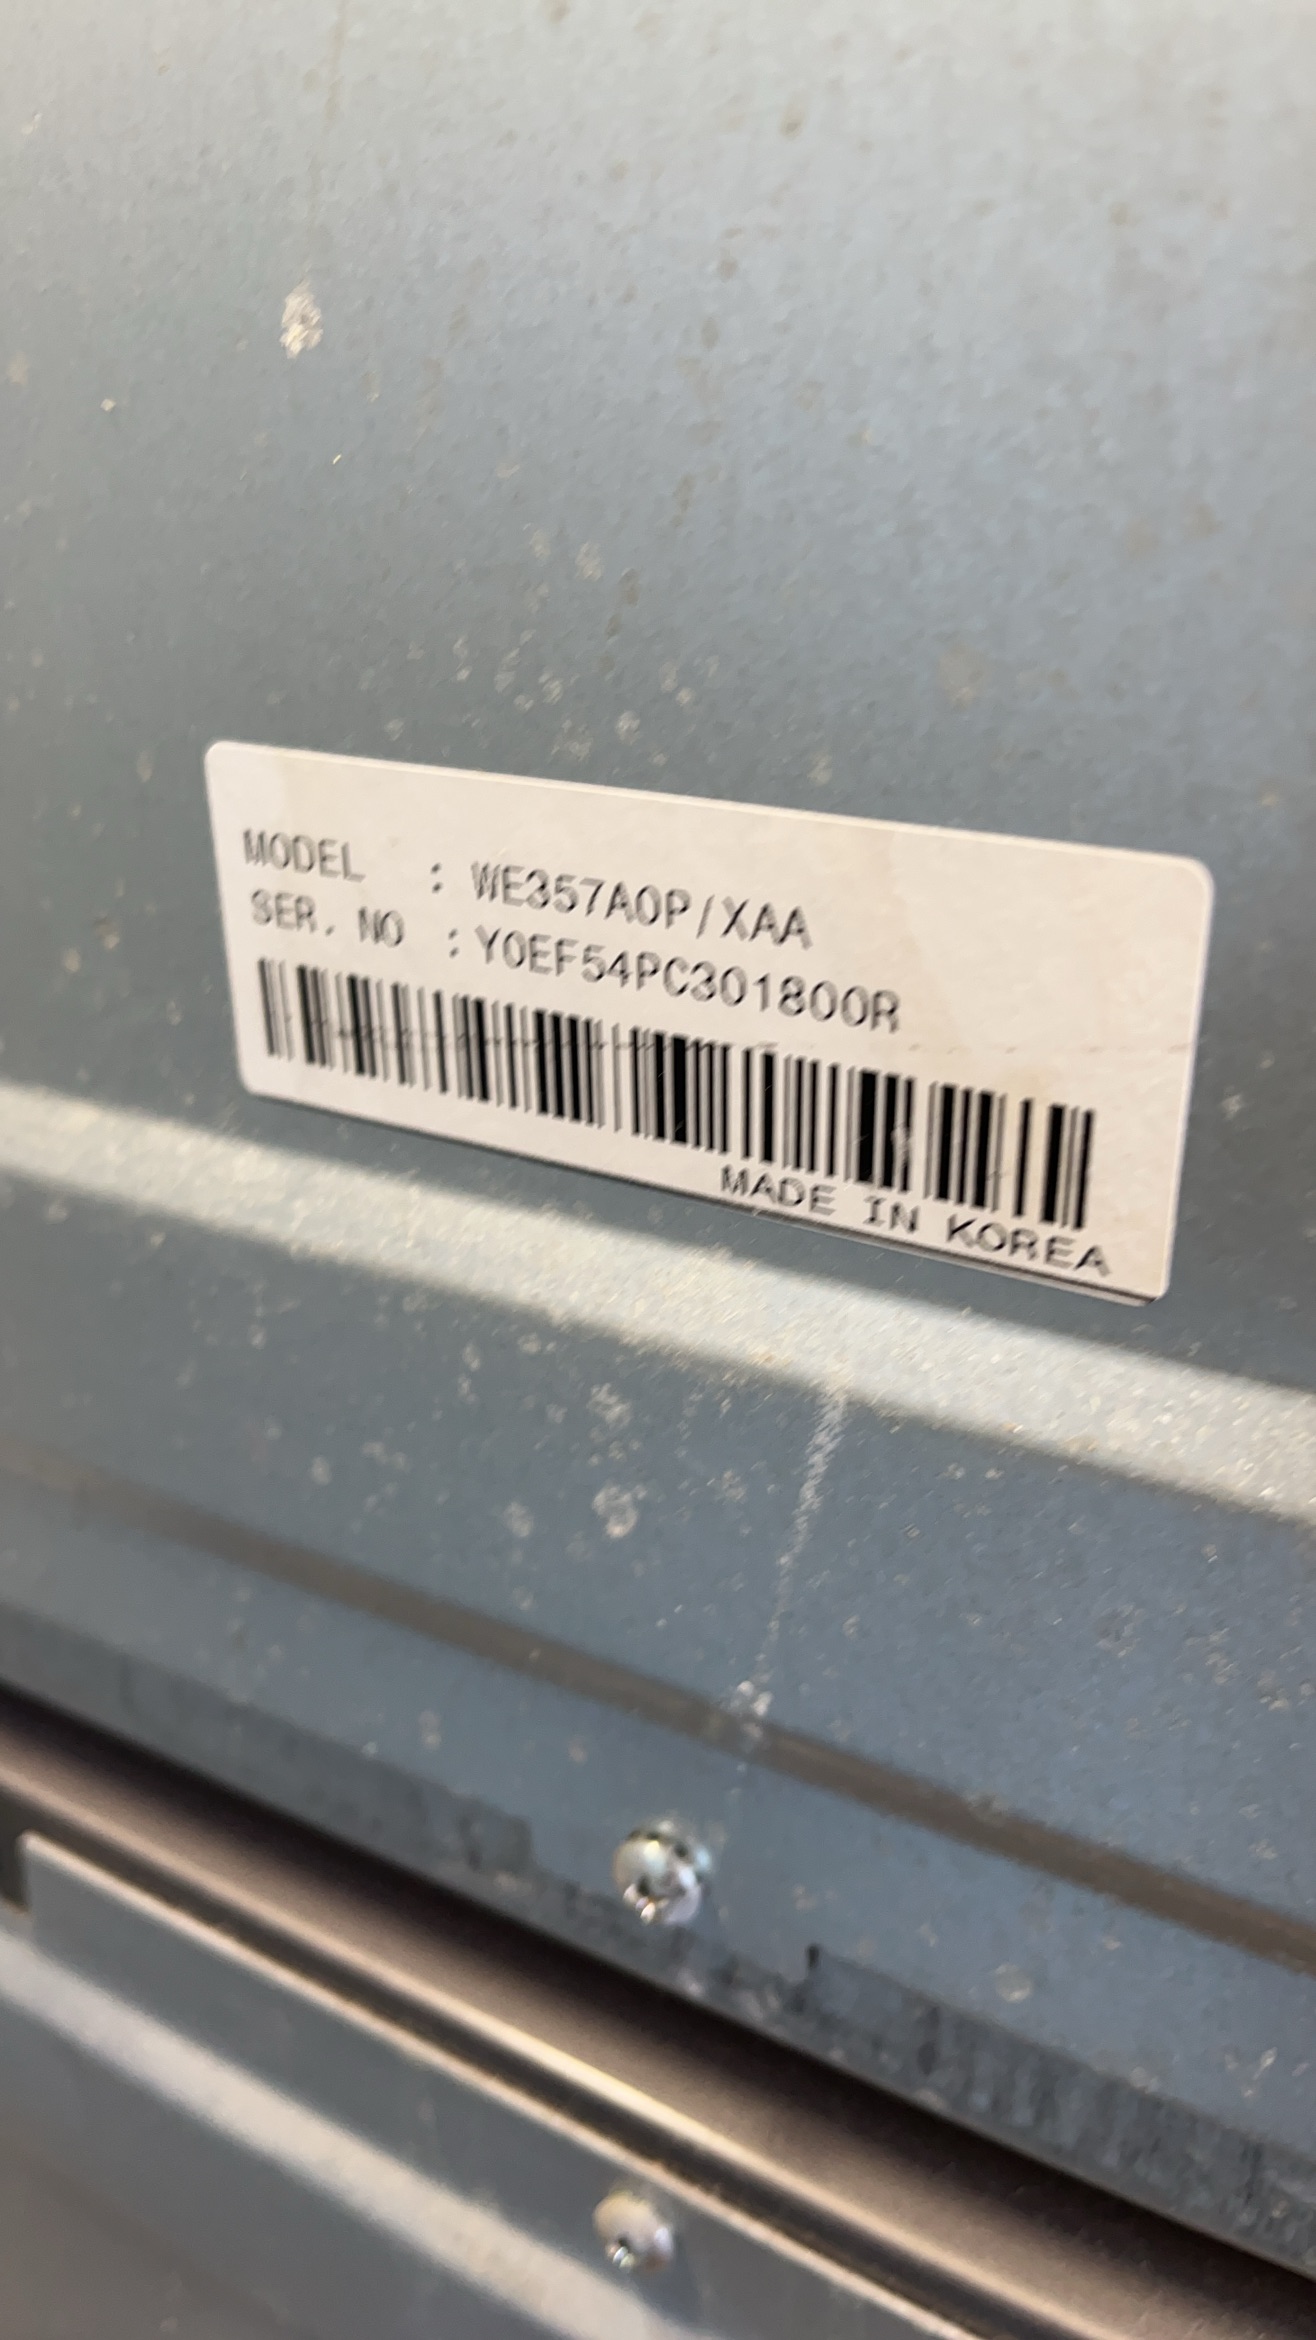 MODEL : WE357A0P/XAA
SER. NO : Y0EF54PC301800R
MADE IN KOREA